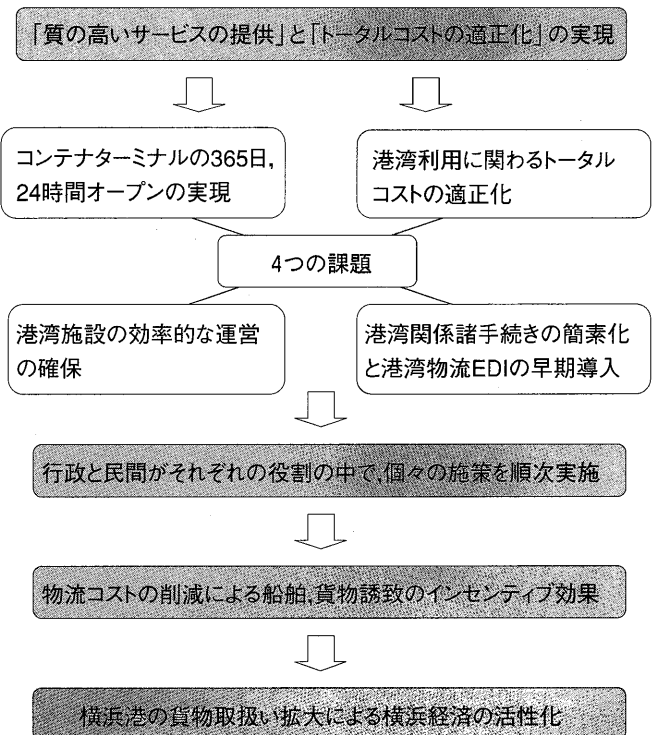 「質の高いサービスの提供」と「トータルコストの適正化」の実現
コンテナターミナルの365日,
24時間オープンの実現
港湾利用に関わるトータル
コストの適正化
4つの課題
港湾施設の効率的な運営
の確保
港湾関係諸手続きの簡素化
と港湾物流EDIの早期導入
行政と民間がそれぞれの役割の中で,個々の施策を順次実施
物流コストの削減による船舶,貨物誘致のインセンティブ効果
横浜港の貨物取扱い拡大による横浜経済の活性化